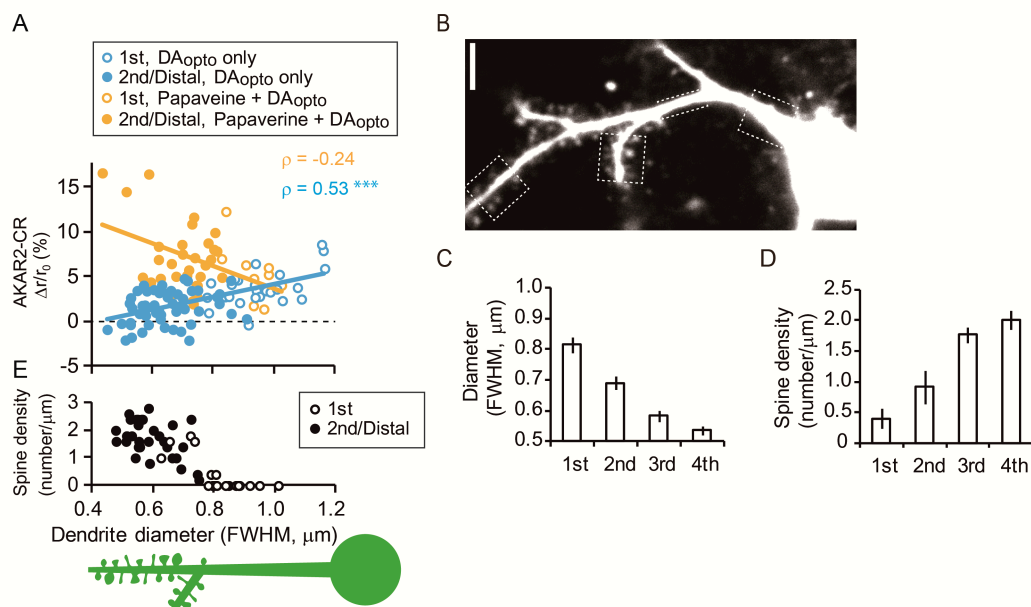 A
1st, DAopto only
2nd/Distal, DAopto only
1st, Papaveine + DAopto
2nd/Distal, Papaverine + DAopto
ρ = -0.24
ρ = 0.53 ***
AKAR2-CR
Δr/r0 (%)
15
10
5
0
-5
B
C
Diameter
(FWHM, μm)
1.0
0.9
0.8
0.7
0.6
0.5
1st 2nd 3rd 4th
D
Spine density
(number/μm)
2.5
2.0
1.5
1.0
0.5
0
1st 2nd 3rd 4th
E
Spine density
(number/μm)
3
2
1
0
1st
2nd/Distal
0.4 0.6 0.8 1.0 1.2
Dendrite diameter (FWHM, μm)